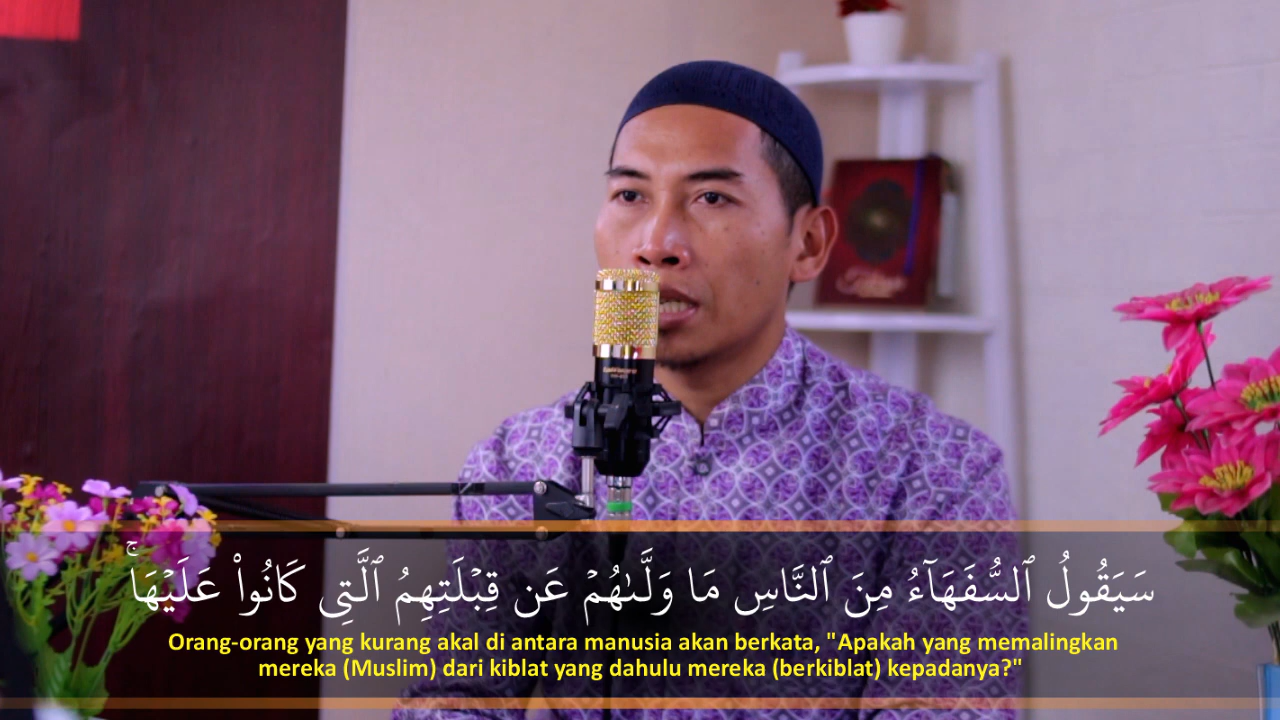 سَيَقُولُ ٱلسُّفَهَآءُ مِنَ ٱلنَّاسِ مَا وَلَّىٰهُمۡ عَن قِبۡلَتِهِمُ ٱلَّتِي كَانُواْ عَلَيۡهَاۚ
Orang-orang yang kurang akal di antara manusia akan berkata, "Apakah yang memalingkan
mereka (Muslim) dari kiblat yang dahulu mereka (berkiblat) kepadanya?"